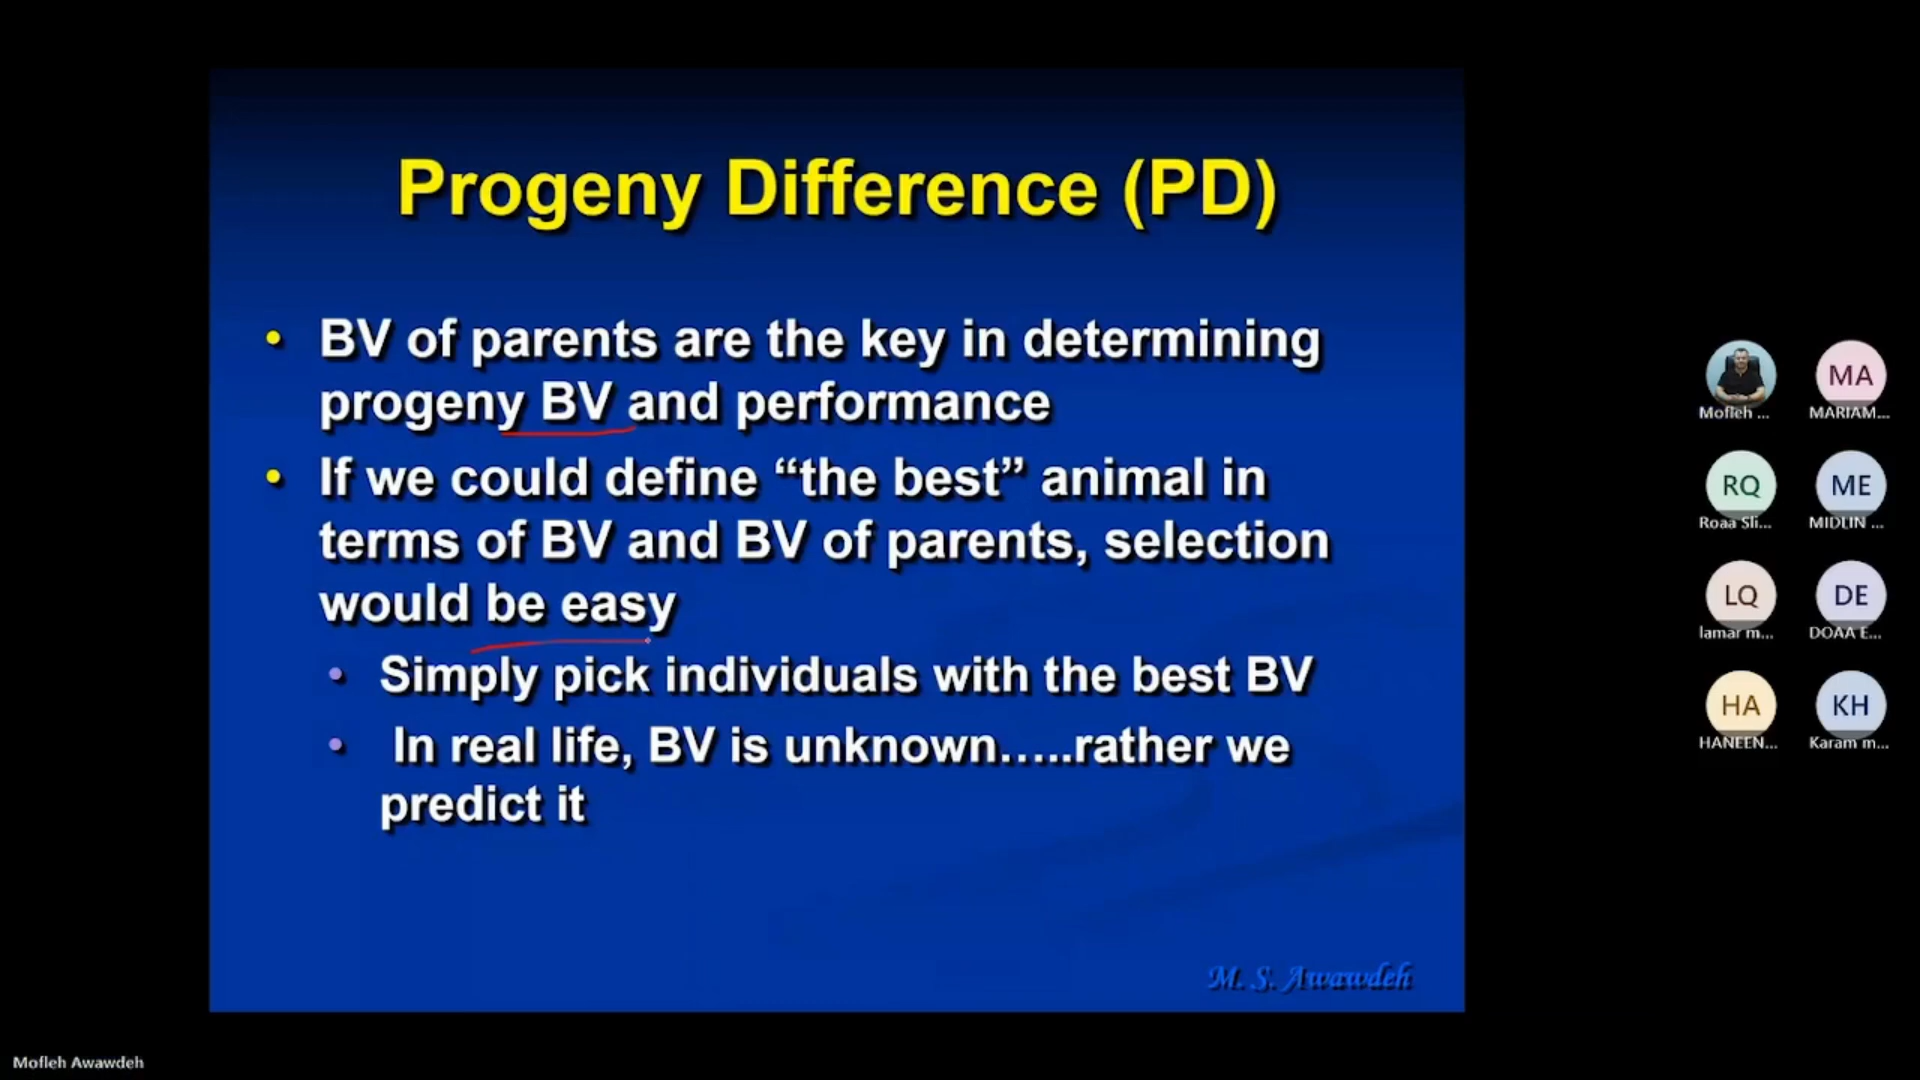 Progeny Difference (PD)
• BV of parents are the key in determining
progeny BV and performance
• If we could define “the best” animal in
terms of BV and BV of parents, selection
would be easy
• Simply pick individuals with the best BV
• In real life, BV is unknown…..rather we
predict it
M. S. Awawdeh
Mofleh ...
MA
MARIAM...
RQ
Roaa Sli...
ME
MIDLIN ...
LQ
lamar m...
DE
DOAA E...
HA
HANEEN...
KH
Karam m...
Mofleh Awawdeh